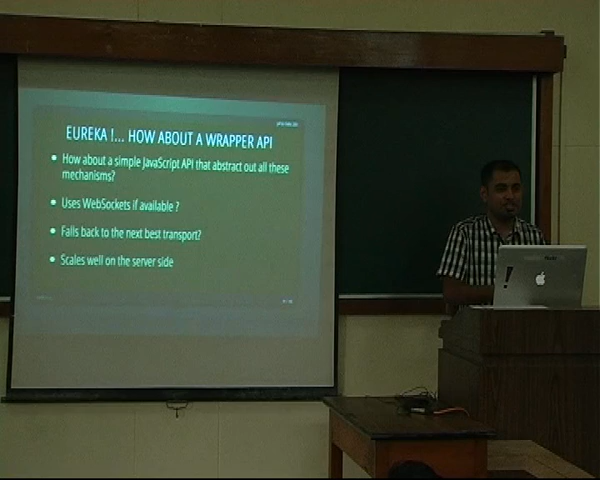 EUREKA !... HOW ABOUT A WRAPPER API
• How about a simple JavaScript API that abstract out all these
mechanisms?
• Uses WebSockets if available ?
• Falls back to the next best transport?
• Scales well on the server side